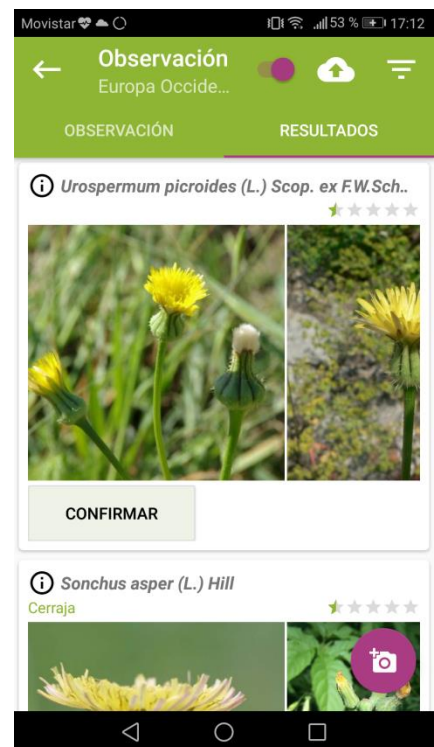 Movistar 53 % 17:12
Observación
Europa Occide...
OBSERVACIÓN RESULTADOS
Urospermum picroides (L.) Scop. ex F.W.Sch..
CONFIRMAR
Sonchus asper (L.) Hill
Cerraja